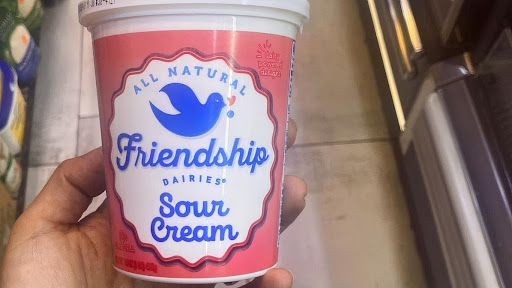 ALL NATURAL
Friendship
DAIRIES®
Sour
Cream